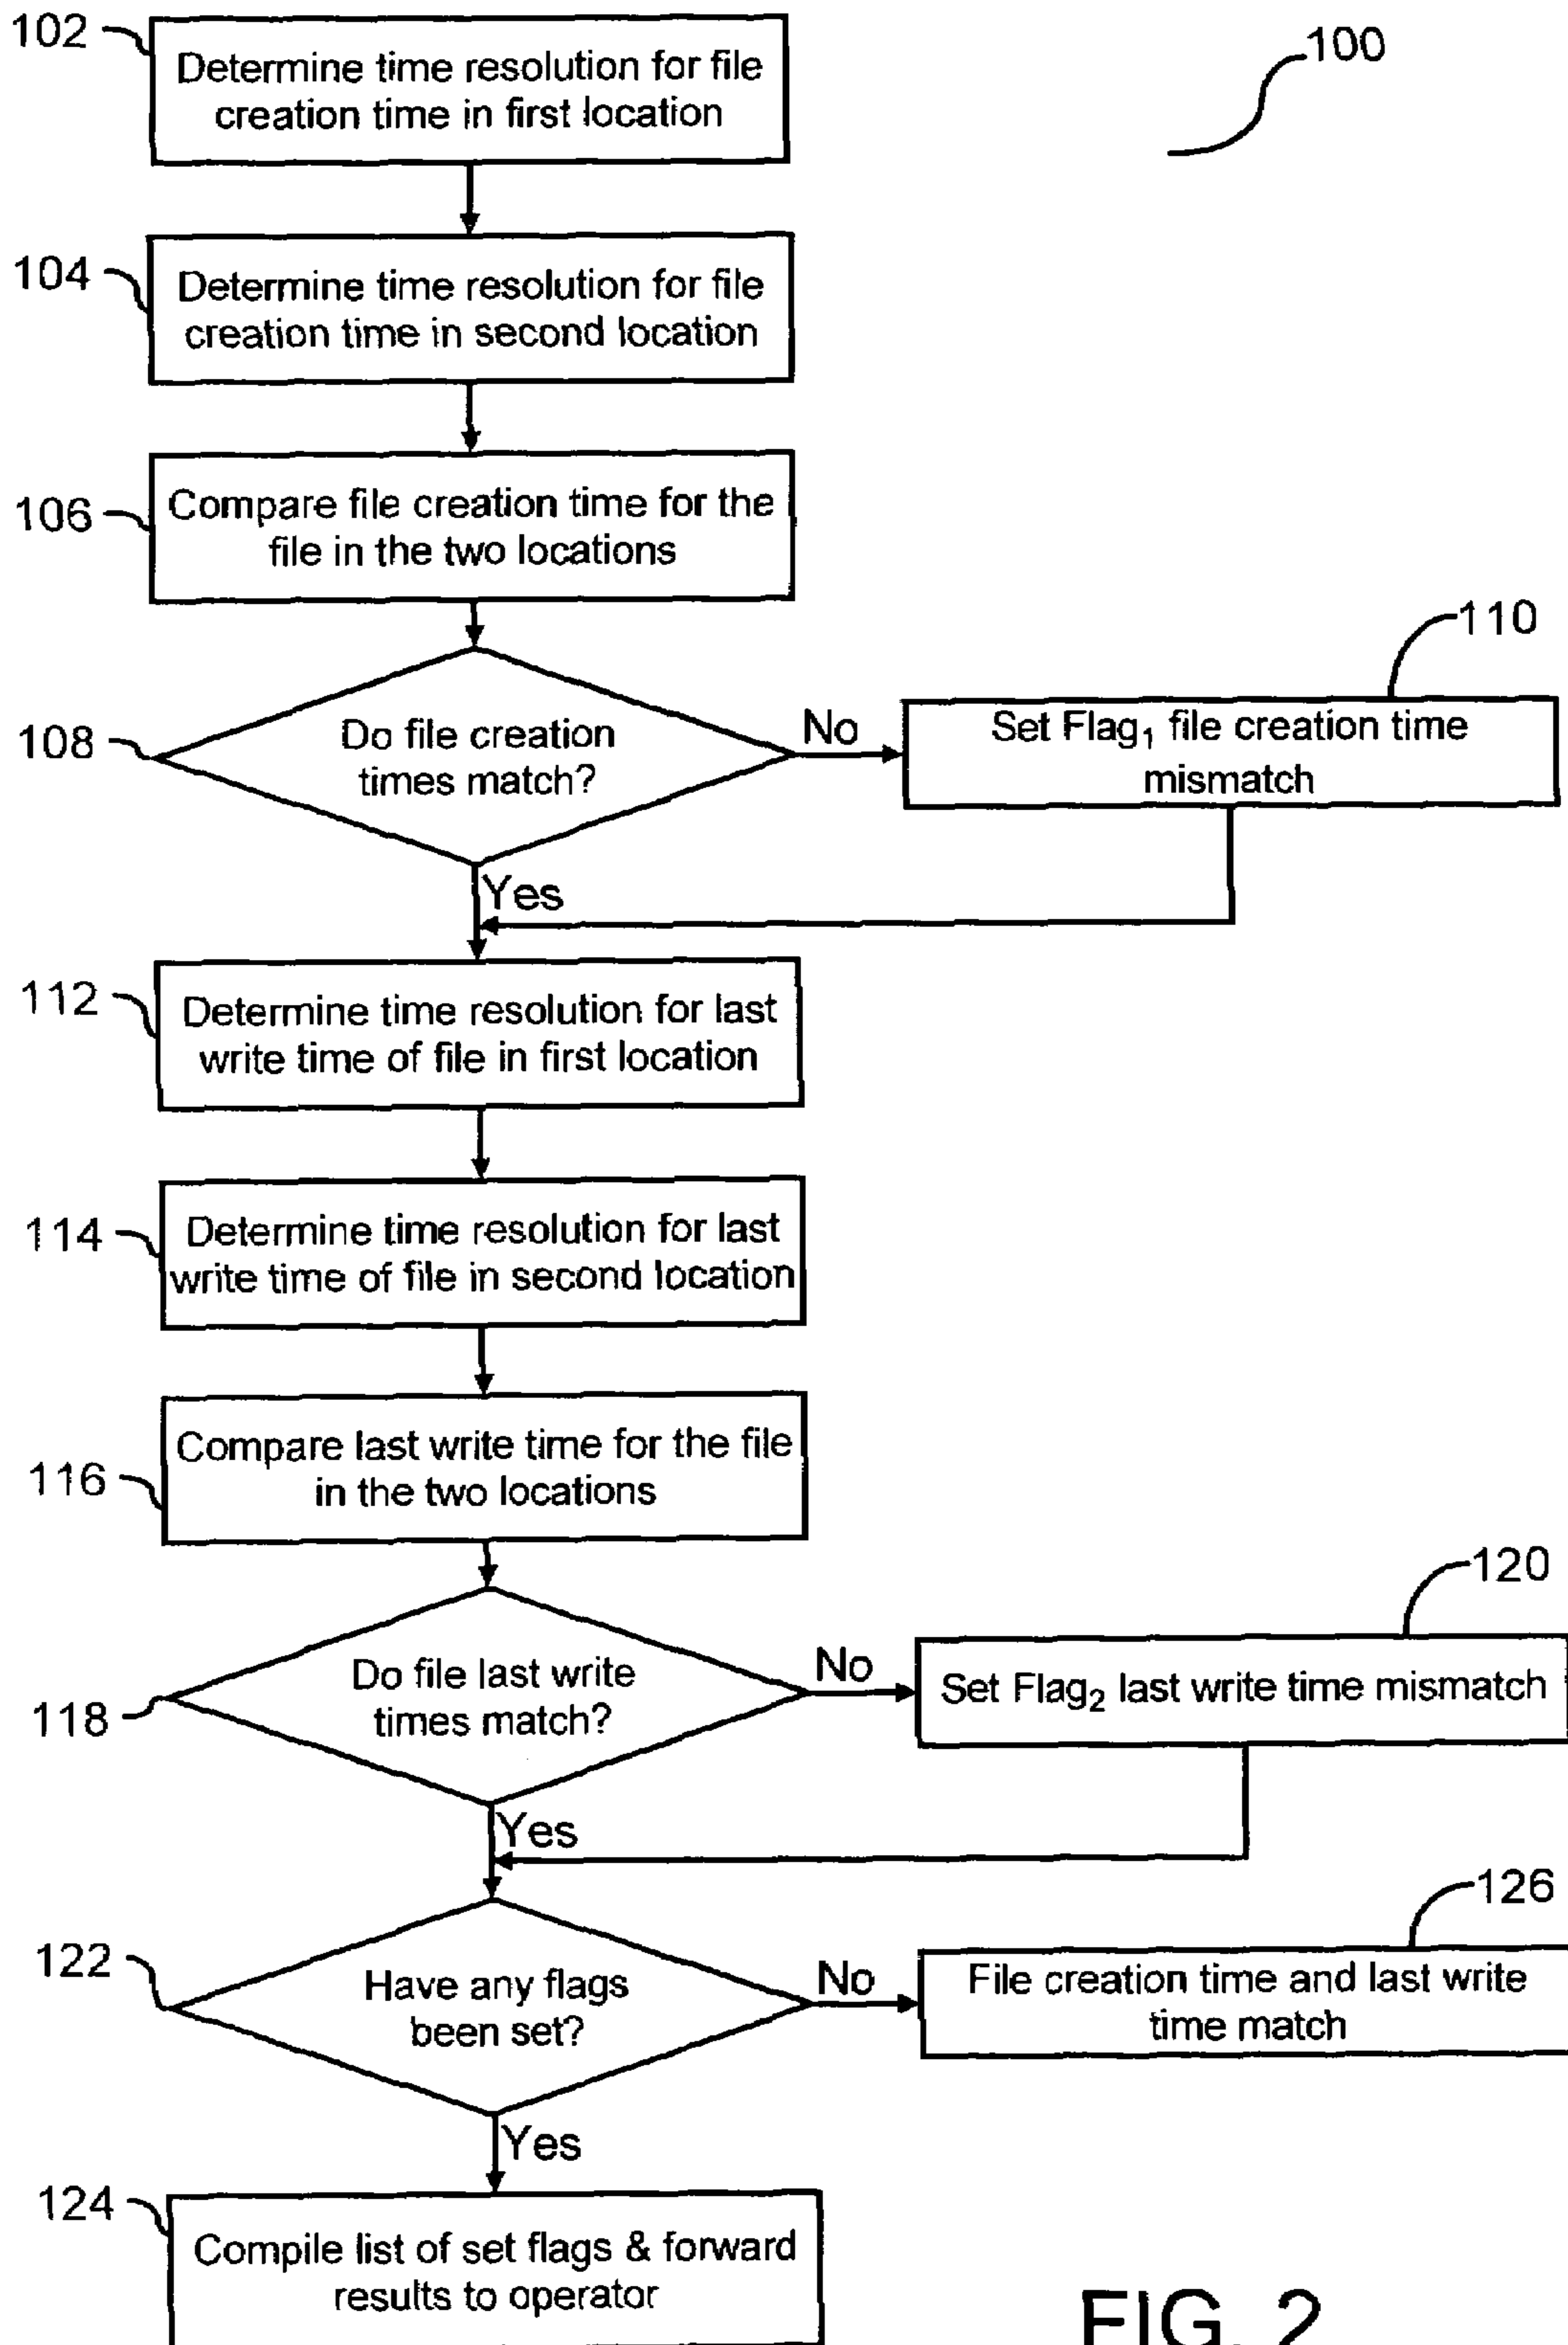 102
Determine time resolution for file
creation time in first location
100
104
Determine time resolution for file
creation time in second location
106
Compare file creation time for the
file in the two locations
108
Do file creation
times match?
No
110
Set Flag₁ file creation time
mismatch
Yes
112
Determine time resolution for last
write time of file in first location
114
Determine time resolution for last
write time of file in second location
116
Compare last write time for the file
in the two locations
118
Do file last write
times match?
No
120
Set Flag₂ last write time mismatch
Yes
122
Have any flags
been set?
No
126
File creation time and last write
time match
Yes
124
Compile list of set flags & forward
results to operator
FIG. 2